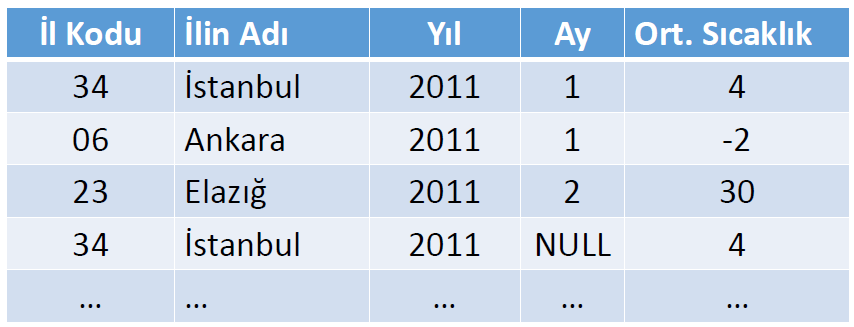 İl Kodu İlin Adı Yıl Ay Ort. Sıcaklık
34 İstanbul 2011 1 4
06 Ankara 2011 1 -2
23 Elazığ 2011 2 30
34 İstanbul 2011 NULL 4
... ... ... ... ...